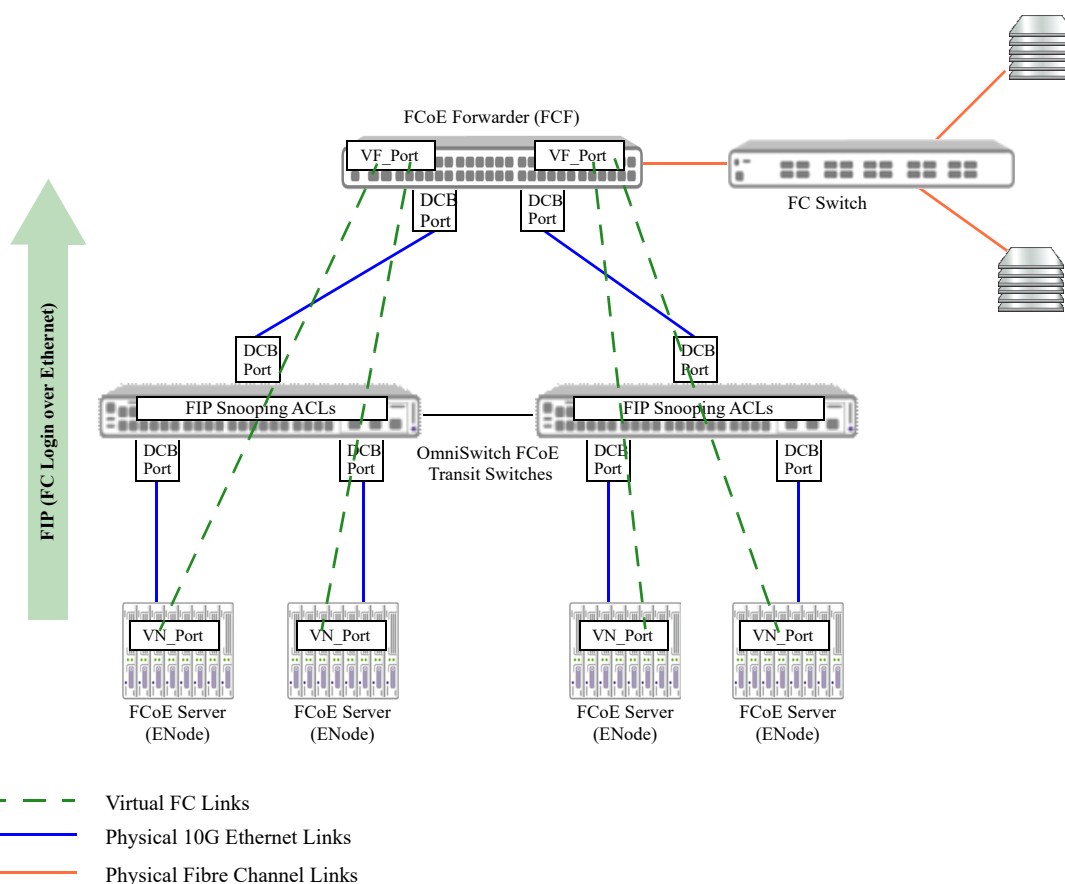 FCoE Forwarder (FCF)
VF_Port
VF_Port
DCB
Port
DCB
Port
FC Switch
FIP (FC Login over Ethernet)
DCB
Port
DCB
Port
FIP Snooping ACLs
FIP Snooping ACLs
DCB
Port
DCB
Port
OmniSwitch FCoE
Transit Switches
DCB
Port
DCB
Port
VN_Port
VN_Port
VN_Port
VN_Port
FCoE Server
(ENode)
FCoE Server
(ENode)
FCoE Server
(ENode)
FCoE Server
(ENode)
Virtual FC Links
Physical 10G Ethernet Links
Physical Fibre Channel Links